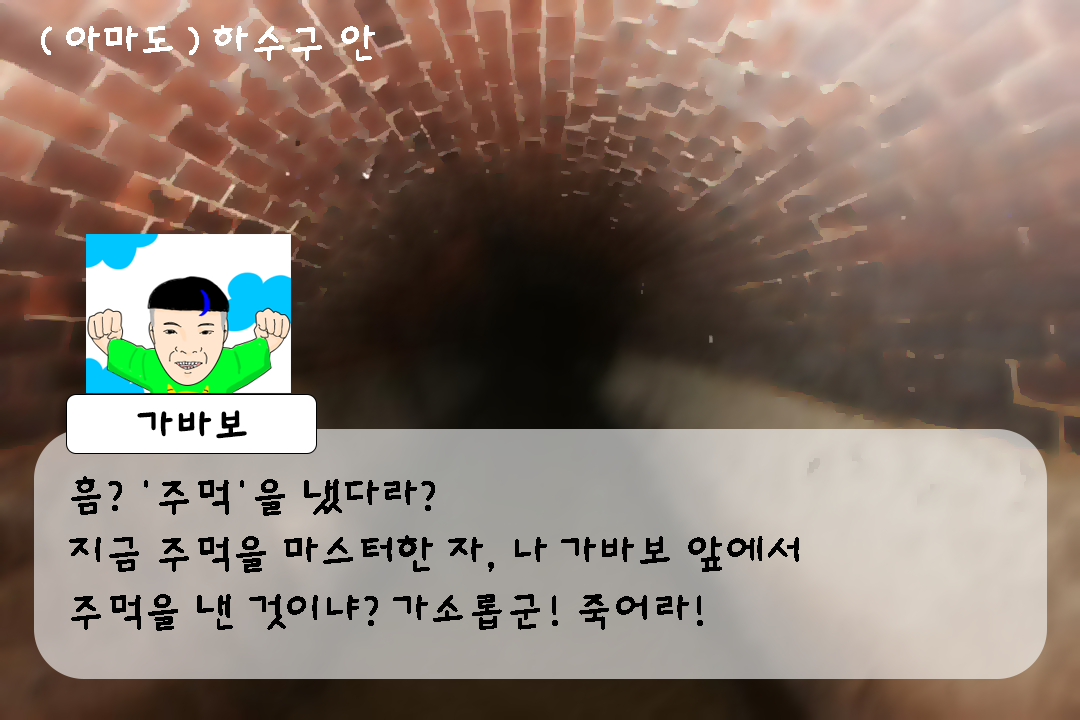 ( 아마도 ) 하수구 안
가바보
흠? '주먹'을 냈다라?
지금 주먹을 마스터한 자, 나 가바보 앞에서
주먹을 낸 것이냐? 가소롭군! 죽어라!